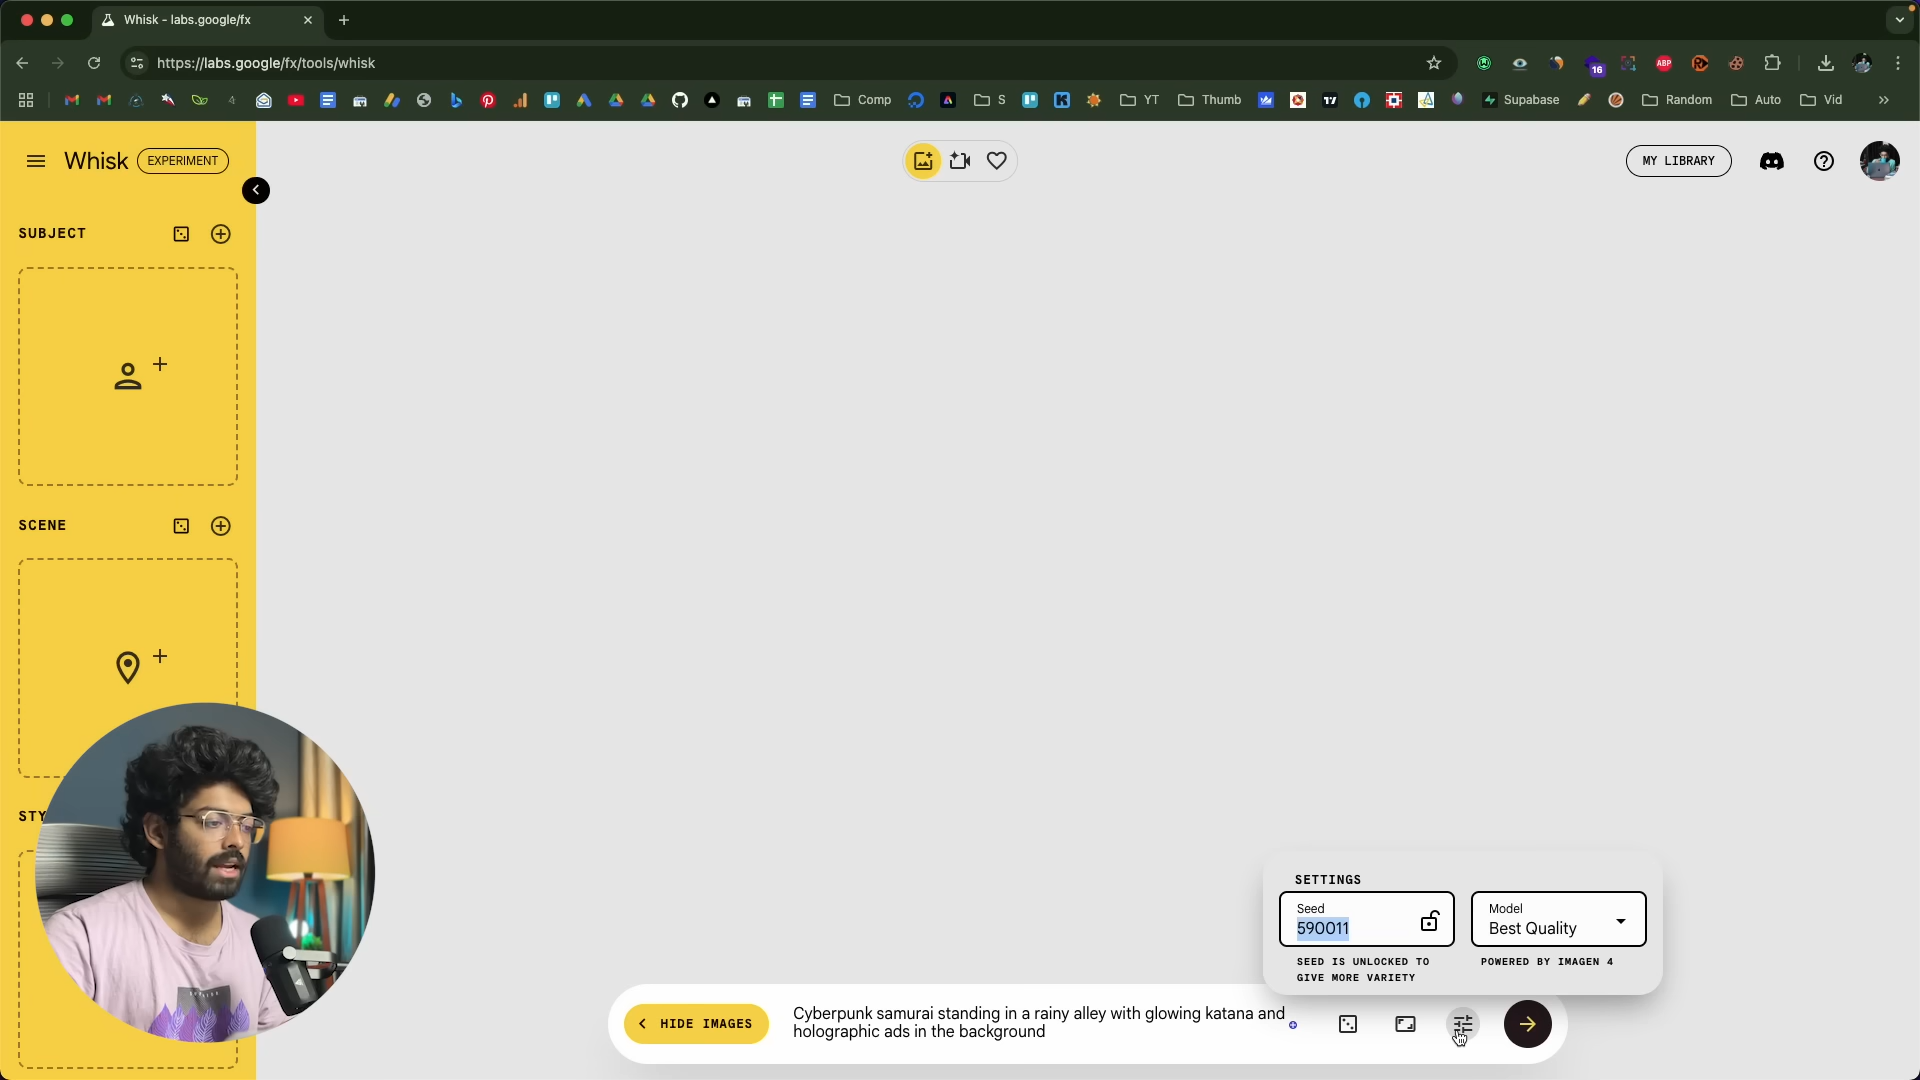 Whisk - labs.google/fx
https://labs.google/fx/tools/whisk
16
ABP
Comp
S
YT
Thumb
Supabase
Random
Auto
Vid
Whisk
EXPERIMENT
MY LIBRARY
SUBJECT
SCENE
STY
SETTINGS
Seed
590011
Model
Best Quality
SEED IS UNLOCKED TO
GIVE MORE VARIETY
POWERED BY IMAGEN 4
HIDE IMAGES
Cyberpunk samurai standing in a rainy alley with glowing katana and
holographic ads in the background